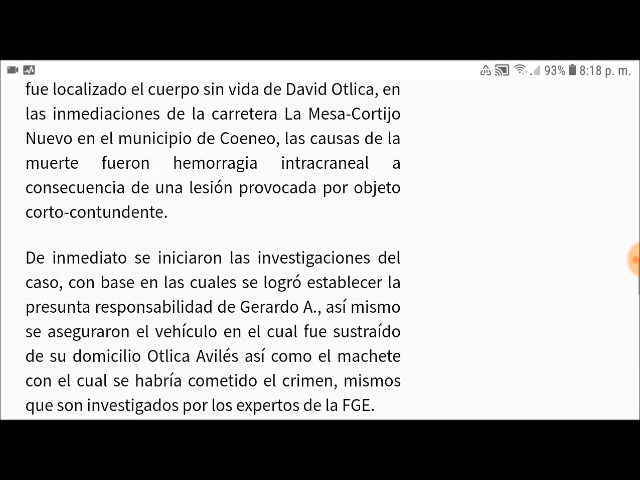 93% 8:18 p. m.
fue localizado el cuerpo sin vida de David Otlica, en
las inmediaciones de la carretera La Mesa-Cortijo
Nuevo en el municipio de Coeneo, las causas de la
muerte fueron hemorragia intracraneal a
consecuencia de una lesión provocada por objeto
corto-contundente.
De inmediato se iniciaron las investigaciones del
caso, con base en las cuales se logró establecer la
presunta responsabilidad de Gerardo A., así mismo
se aseguraron el vehículo en el cual fue sustraído
de su domicilio Otlica Avilés así como el machete
con el cual se habría cometido el crimen, mismos
que son investigados por los expertos de la FGE.